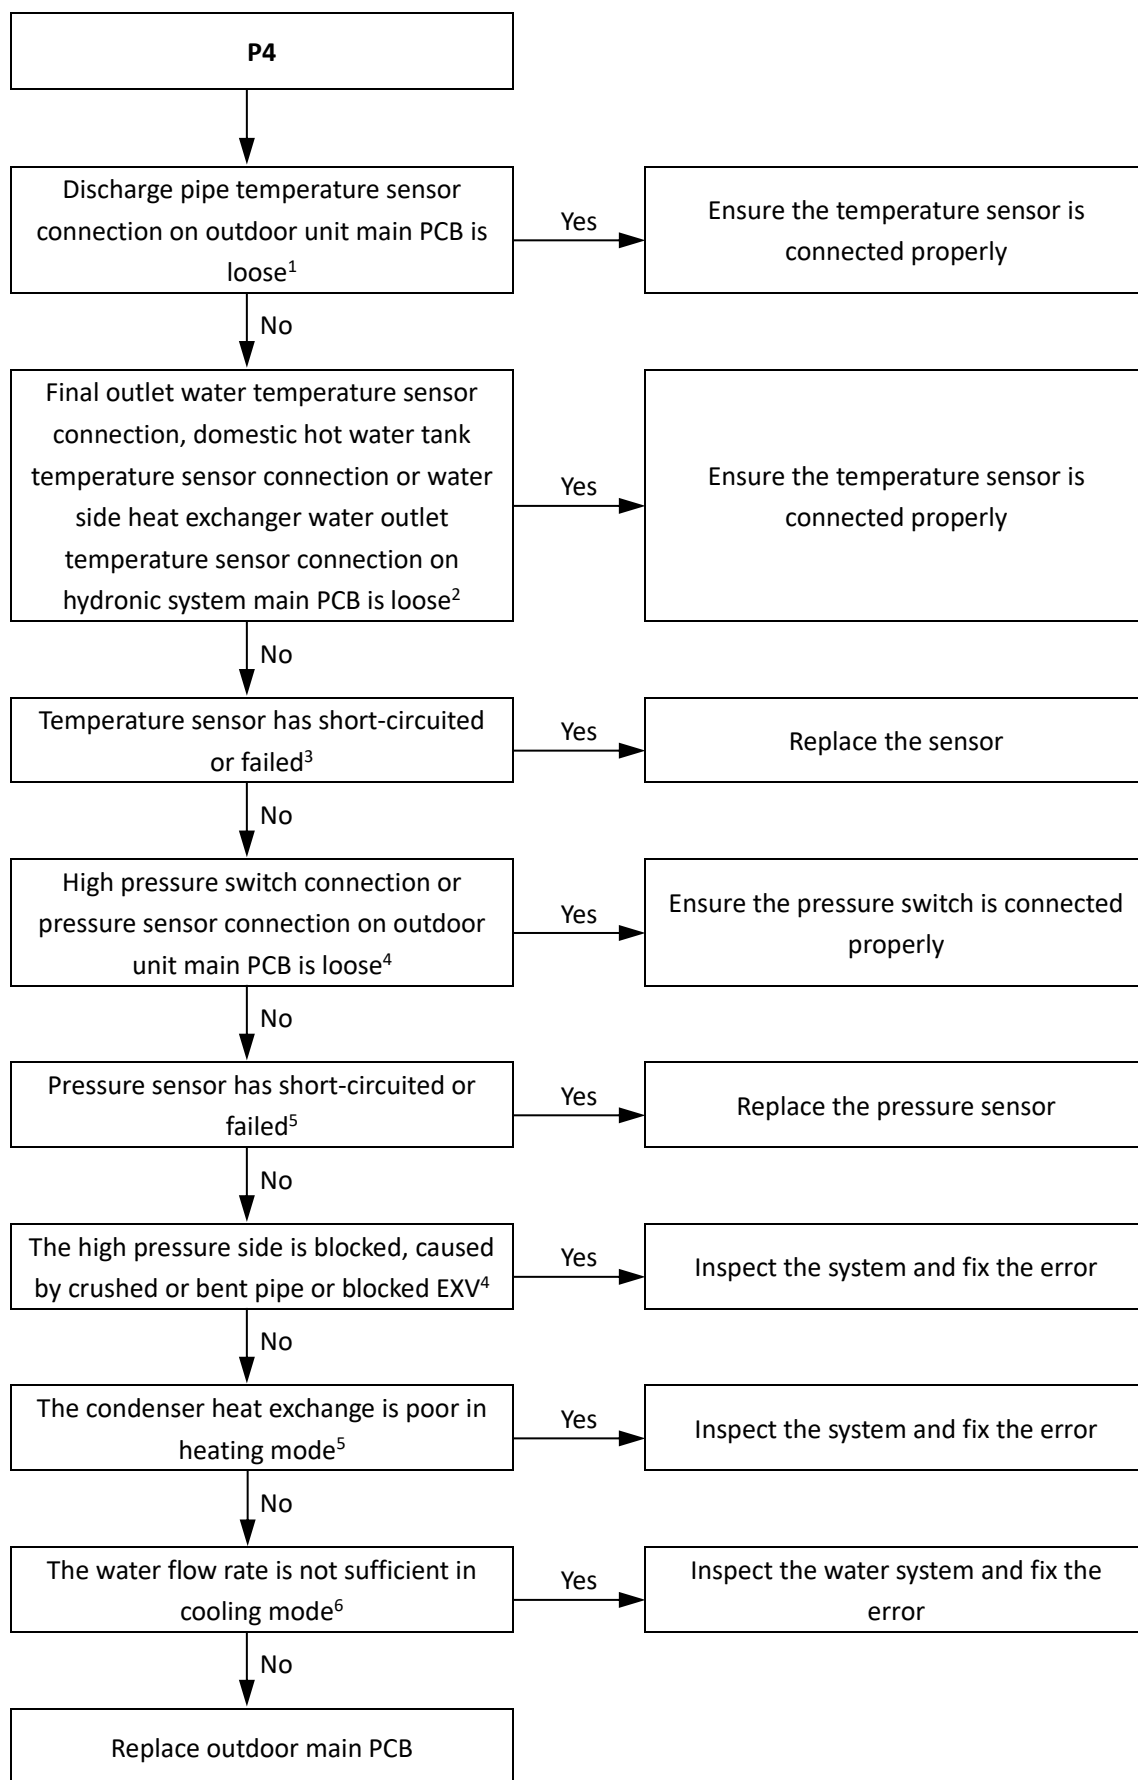 P4
Discharge pipe temperature sensor
connection on outdoor unit main PCB is
loose¹
Yes
Ensure the temperature sensor is
connected properly
No
Final outlet water temperature sensor
connection, domestic hot water tank
temperature sensor connection or water
side heat exchanger water outlet
temperature sensor connection on
hydronic system main PCB is loose²
Yes
Ensure the temperature sensor is
connected properly
No
Temperature sensor has short-circuited
or failed³
Yes
Replace the sensor
No
High pressure switch connection or
pressure sensor connection on outdoor
unit main PCB is loose⁴
Yes
Ensure the pressure switch is connected
properly
No
Pressure sensor has short-circuited or
failed⁵
Yes
Replace the pressure sensor
No
The high pressure side is blocked, caused
by crushed or bent pipe or blocked EXV⁴
Yes
Inspect the system and fix the error
No
The condenser heat exchange is poor in
heating mode⁵
Yes
Inspect the system and fix the error
No
The water flow rate is not sufficient in
cooling mode⁶
Yes
Inspect the water system and fix the
error
No
Replace outdoor main PCB